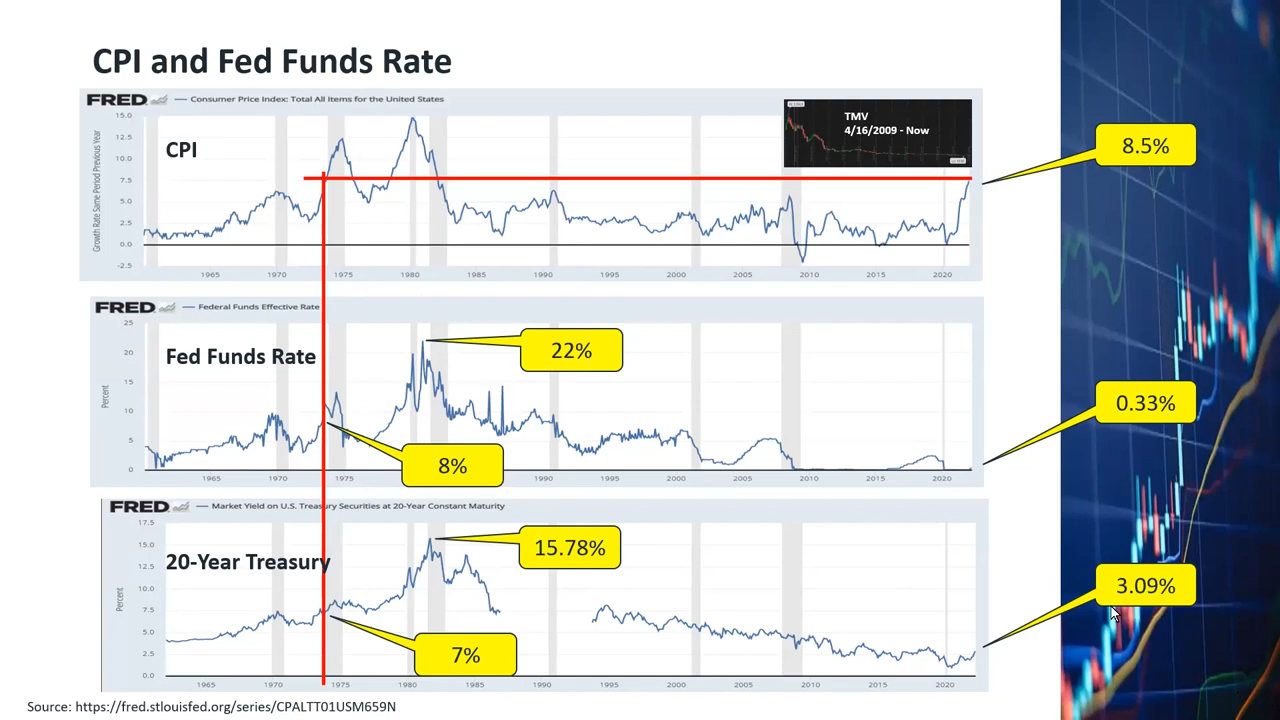 CPI and Fed Funds Rate
FRED — Consumer Price Index: Total All Items for the United States
Growth Rate Same Period Previous Year
15.0
12.5
10.0
7.5
5.0
2.5
0.0
-2.5
CPI
TMV
4/16/2009 - Now
8.5%
1965 1970 1975 1980 1985 1990 1995 2000 2005 2010 2015 2020
FRED — Federal Funds Effective Rate
Percent
25
20
15
10
5
0
Fed Funds Rate
22%
8%
0.33%
1965 1970 1975 1980 1985 1990 1995 2000 2005 2010 2015 2020
FRED — Market Yield on U.S. Treasury Securities at 20-Year Constant Maturity
Percent
17.5
15.0
12.5
10.0
7.5
5.0
2.5
0.0
20-Year Treasury
15.78%
7%
3.09%
1965 1970 1975 1980 1985 1990 1995 2000 2005 2010 2015 2020
Source: https://fred.stlouisfed.org/series/CPALTT01USM659N